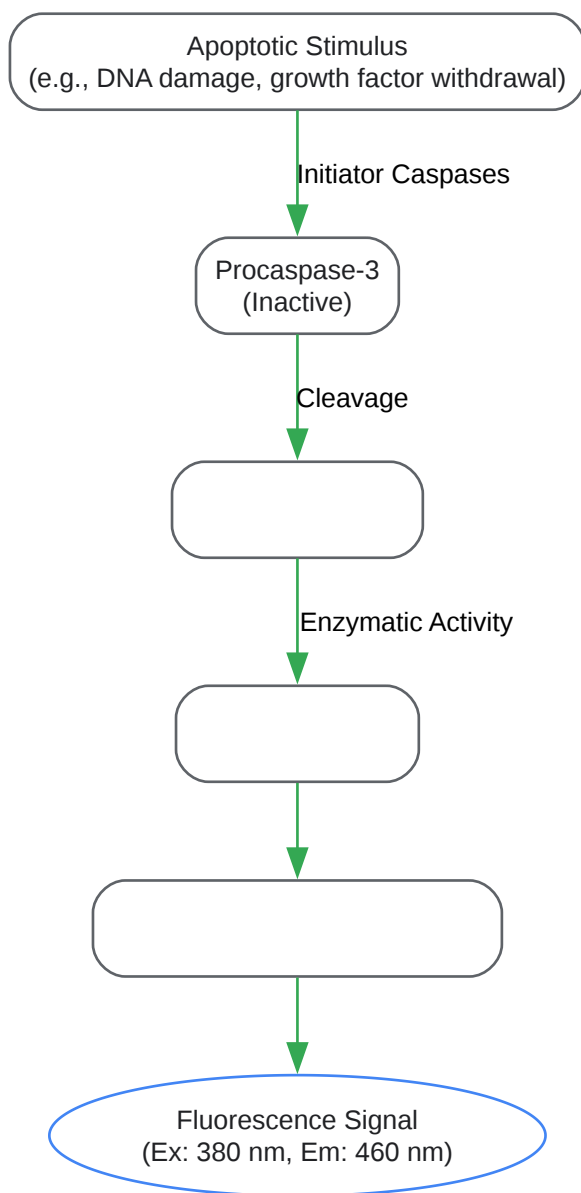 Apoptotic Stimulus
(e.g., DNA damage, growth factor withdrawal)
Initiator Caspases
Procaspase-3
(Inactive)
Cleavage
Enzymatic Activity
Fluorescence Signal
(Ex: 380 nm, Em: 460 nm)